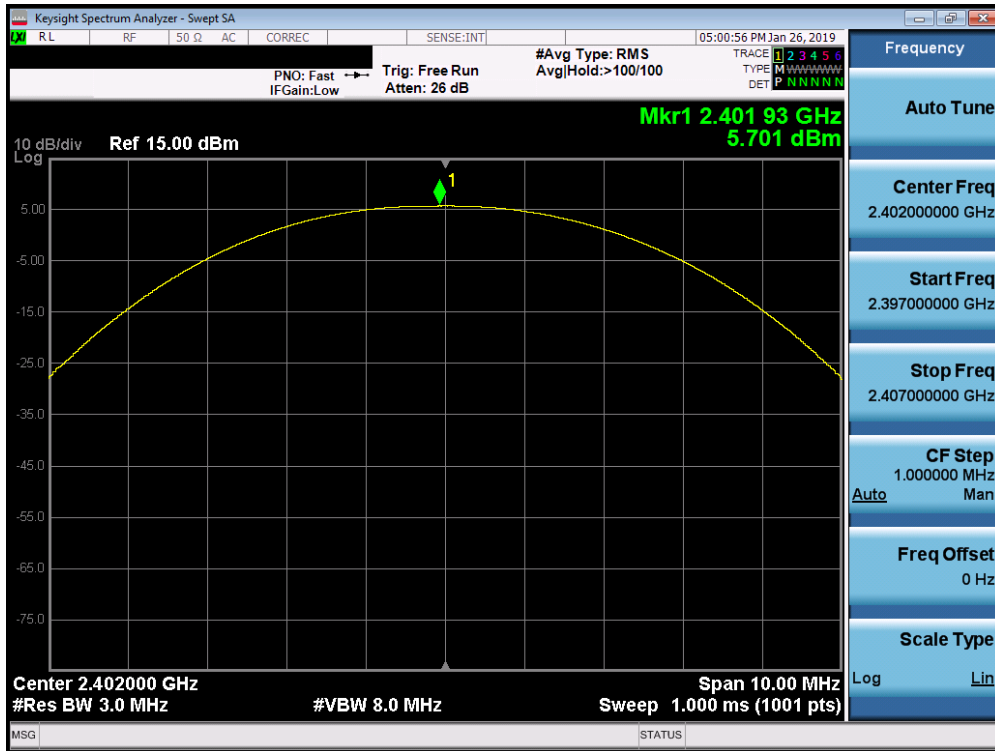 Keysight Spectrum Analyzer - Swept SA
LXI RL RF 50 Ω AC CORREC SENSE:INT 05:00:56 PM Jan 26, 2019
PNO: Fast
IFGain:Low
Trig: Free Run
Atten: 26 dB
#Avg Type: RMS
Avg|Hold:>100/100
TRACE 1 2 3 4 5 6
TYPE M W W W W W
DET P N N N N N
Mkr1 2.401 93 GHz
5.701 dBm
10 dB/div
Log
Ref 15.00 dBm
1
5.00
-5.00
-15.0
-25.0
-35.0
-45.0
-55.0
-65.0
-75.0
Center 2.402000 GHz
Span 10.00 MHz
#Res BW 3.0 MHz
#VBW 8.0 MHz
Sweep 1.000 ms (1001 pts)
MSG
STATUS
Frequency
Auto Tune
Center Freq
2.402000000 GHz
Start Freq
2.397000000 GHz
Stop Freq
2.407000000 GHz
CF Step
1.000000 MHz
Auto Man
Freq Offset
0 Hz
Scale Type
Log Lin